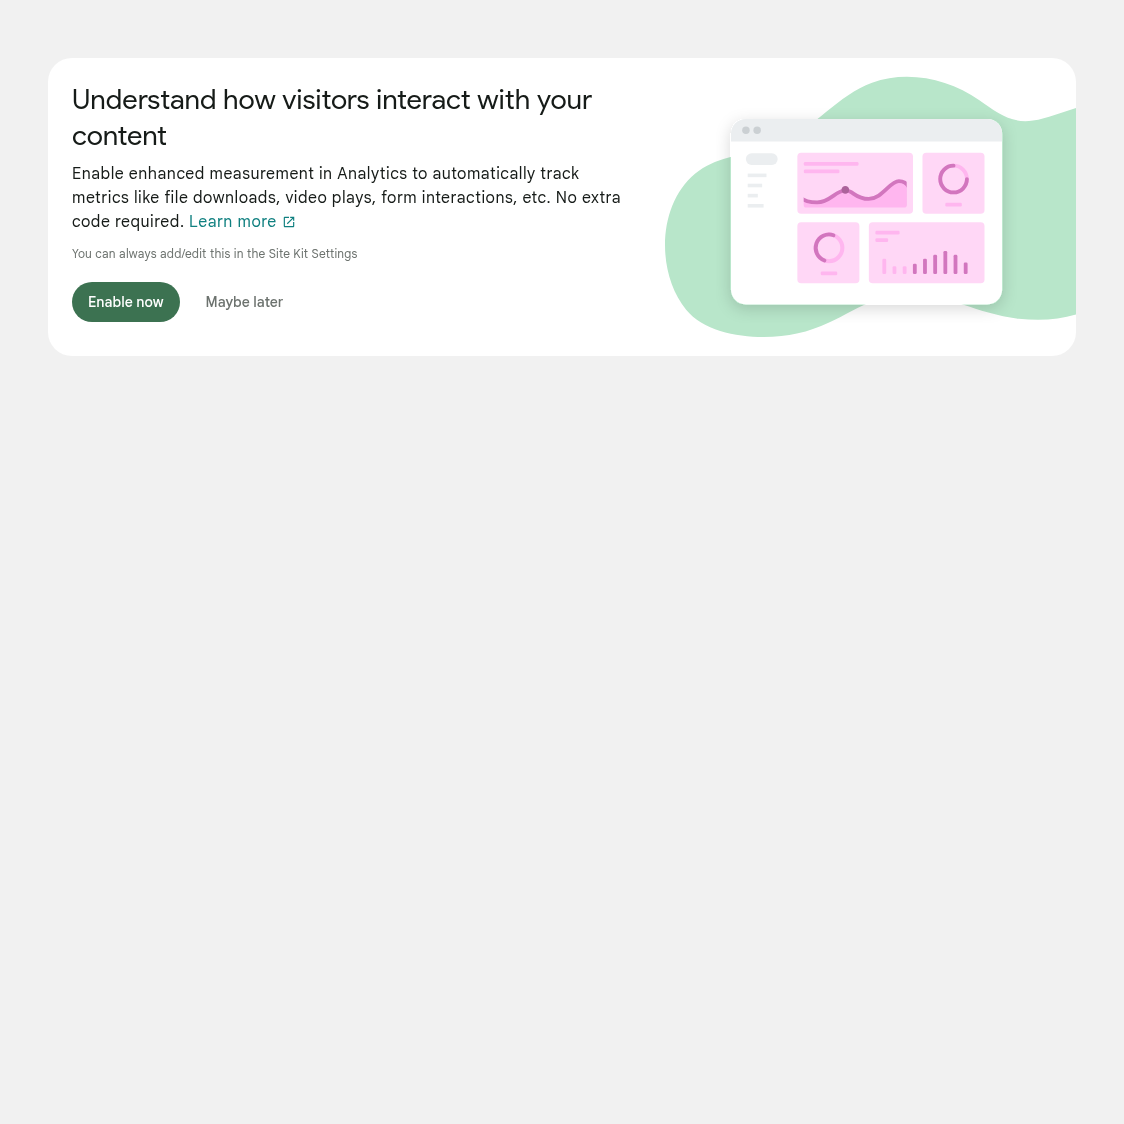 Understand how visitors interact with your
content
Enable enhanced measurement in Analytics to automatically track
metrics like file downloads, video plays, form interactions, etc. No extra
code required. Learn more
You can always add/edit this in the Site Kit Settings
Enable now
Maybe later